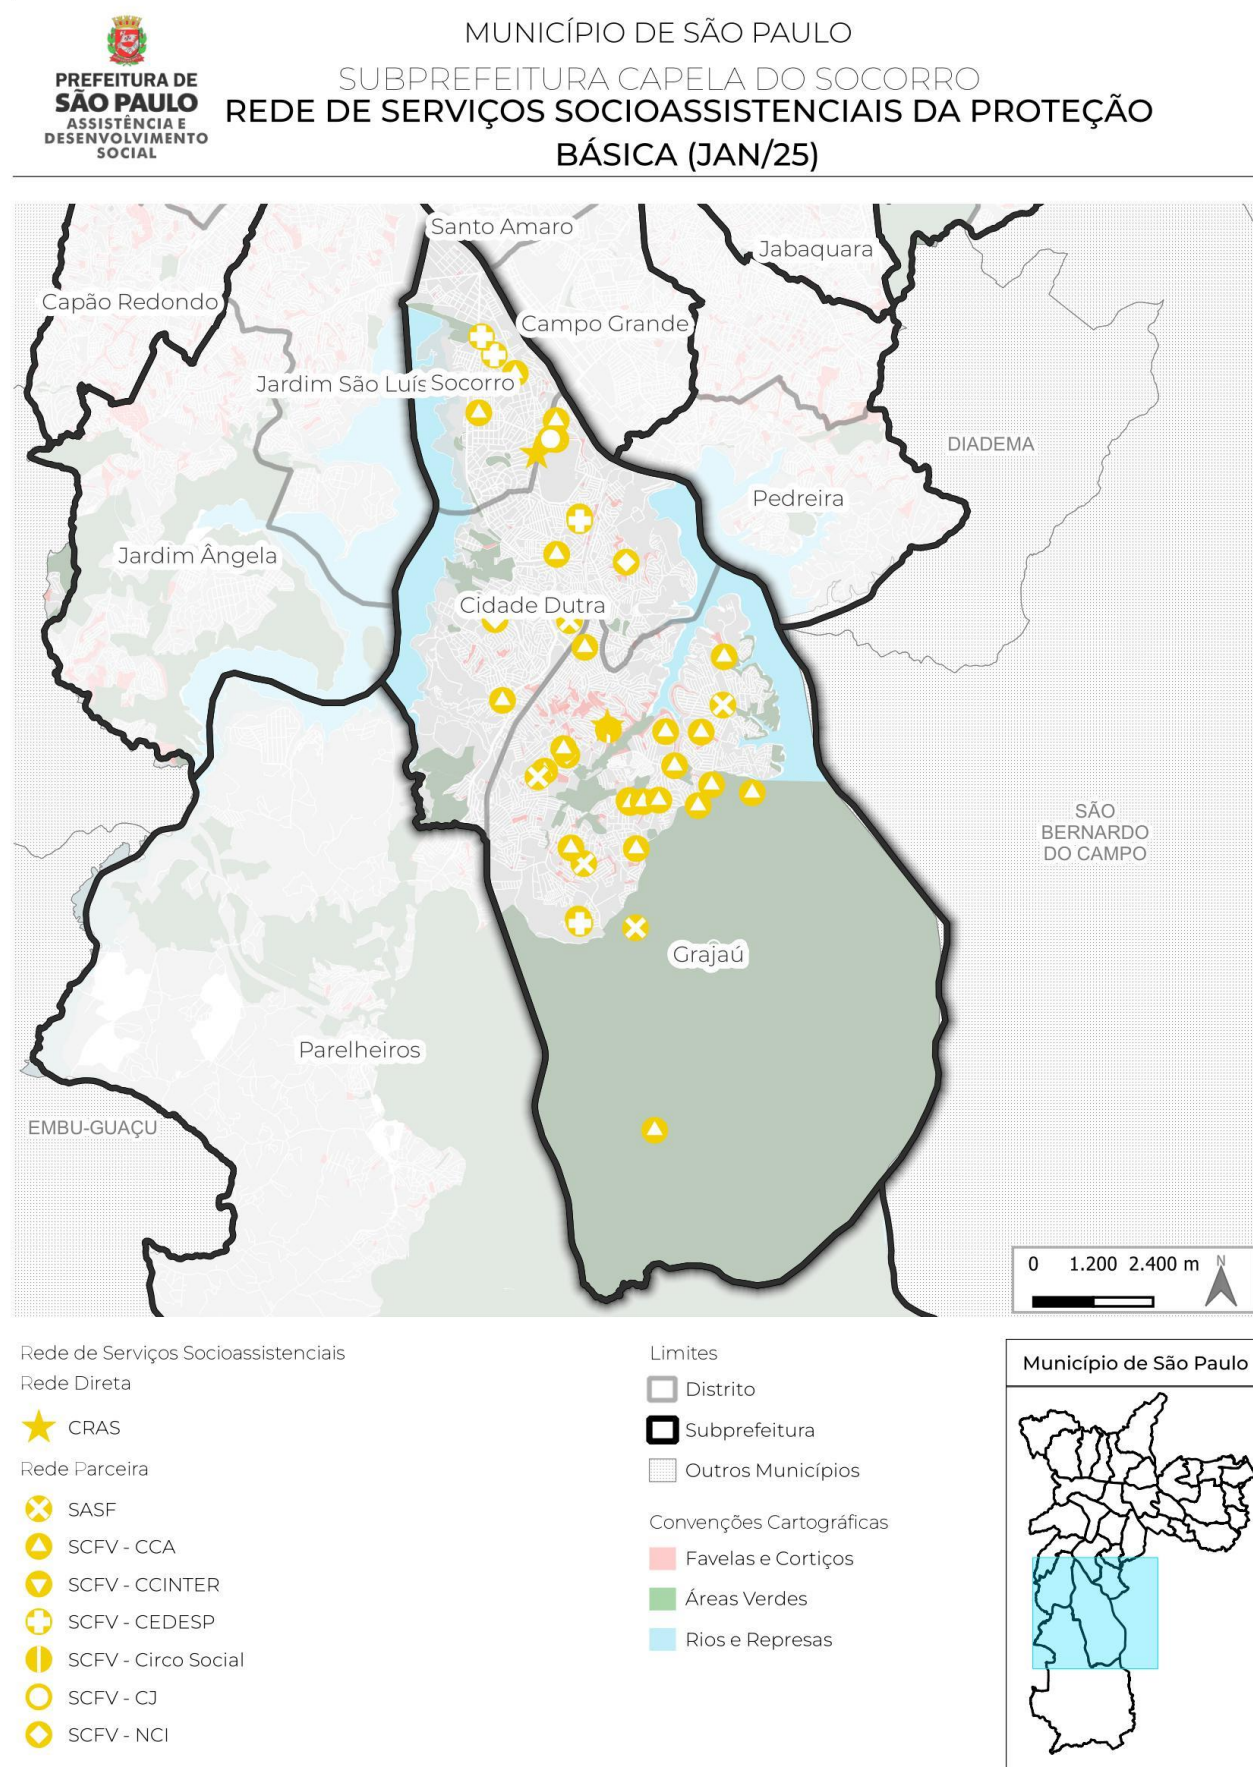 PREFEITURA DE
SÃO PAULO
ASSISTÊNCIA E
DESENVOLVIMENTO
SOCIAL
MUNICÍPIO DE SÃO PAULO
SUBPREFEITURA CAPELA DO SOCORRO
REDE DE SERVIÇOS SOCIOASSISTENCIAIS DA PROTEÇÃO
BÁSICA (JAN/25)
Santo Amaro
Jabaquara
Capão Redondo
Campo Grande
Jardim São Luís
Socorro
DIADEMA
Pedreira
Jardim Ângela
Cidade Dutra
SÃO
BERNARDO
DO CAMPO
Grajaú
Parelheiros
EMBU-GUAÇU
0 1.200 2.400 m
N
Rede de Serviços Socioassistenciais
Rede Direta
CRAS
Rede Parceira
SASF
SCFV - CCA
SCFV - CCINTER
SCFV - CEDESP
SCFV - Circo Social
SCFV - CJ
SCFV - NCI
Limites
Distrito
Subprefeitura
Outros Municípios
Convenções Cartográficas
Favelas e Cortiços
Áreas Verdes
Rios e Represas
Município de São Paulo